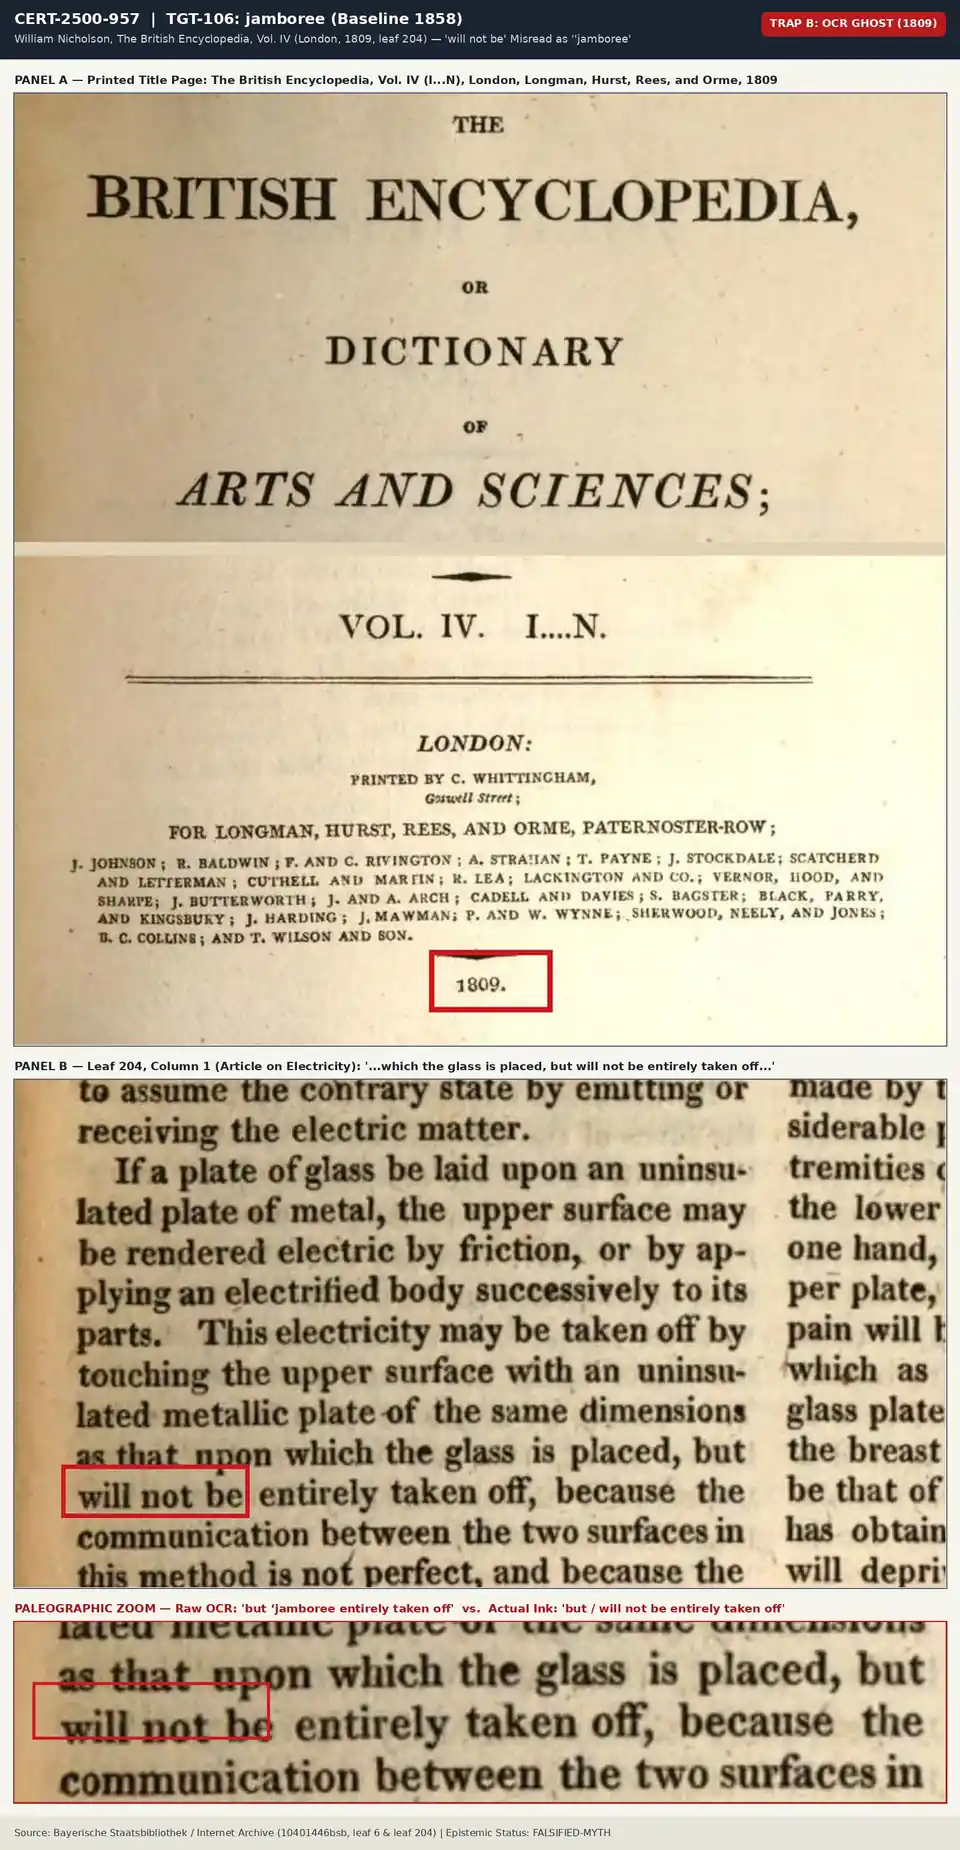 CERT-2500-957 | TGT-106: jamboree (Baseline 1858)
TRAP B: OCR GHOST (1809)
William Nicholson, The British Encyclopedia, Vol. IV (London, 1809, leaf 204) — 'will not be' Misread as ''jamboree'
PANEL A — Printed Title Page: The British Encyclopedia, Vol. IV (I...N), London, Longman, Hurst, Rees, and Orme, 1809
THE
BRITISH ENCYCLOPEDIA,
OR
DICTIONARY
OF
ARTS AND SCIENCES;
VOL. IV. I....N.
LONDON:
PRINTED BY C. WHITTINGHAM,
Goswell Street;
FOR LONGMAN, HURST, REES, AND ORME, PATERNOSTER-ROW;
J. JOHNSON; R. BALDWIN; F. AND C. RIVINGTON; A. STRAHAN; T. PAYNE; J. STOCKDALE; SCATCHERD
AND LETTERMAN; CUTHELL AND MARTIN; R. LEA; LACKINGTON AND CO.; VERNOR, HOOD, AND
SHARPE; J. BUTTERWORTH; J. AND A. ARCH; CADELL AND DAVIES; S. BAGSTER; BLACK, PARRY,
AND KINGSBURY; J. HARDING; J. MAWMAN; P. AND W. WYNNE; SHERWOOD, NEELY, AND JONES;
B. C. COLLINS; AND T. WILSON AND SON.
1809.
PANEL B — Leaf 204, Column 1 (Article on Electricity): '...which the glass is placed, but will not be entirely taken off...'
to assume the contrary state by emitting or
receiving the electric matter.
If a plate of glass be laid upon an uninsu-
lated plate of metal, the upper surface may
be rendered electric by friction, or by ap-
plying an electrified body successively to its
parts. This electricity may be taken off by
touching the upper surface with an uninsu-
lated metallic plate of the same dimensions
as that upon which the glass is placed, but
will not be entirely taken off, because the
communication between the two surfaces in
this method is not perfect, and because the
made by
siderable
tremities
the lower
one hand,
per plate,
pain will
which as
glass plate
the breast
be that of
has obtain
will depri
PALEOGRAPHIC ZOOM — Raw OCR: 'but ‘jamboree entirely taken off' vs. Actual Ink: 'but / will not be entirely taken off'
lated metallic plate of the same dimensions
as that upon which the glass is placed, but
will not be entirely taken off, because the
communication between the two surfaces in
Source: Bayerische Staatsbibliothek / Internet Archive (10401446bsb, leaf 6 & leaf 204) | Epistemic Status: FALSIFIED-MYTH